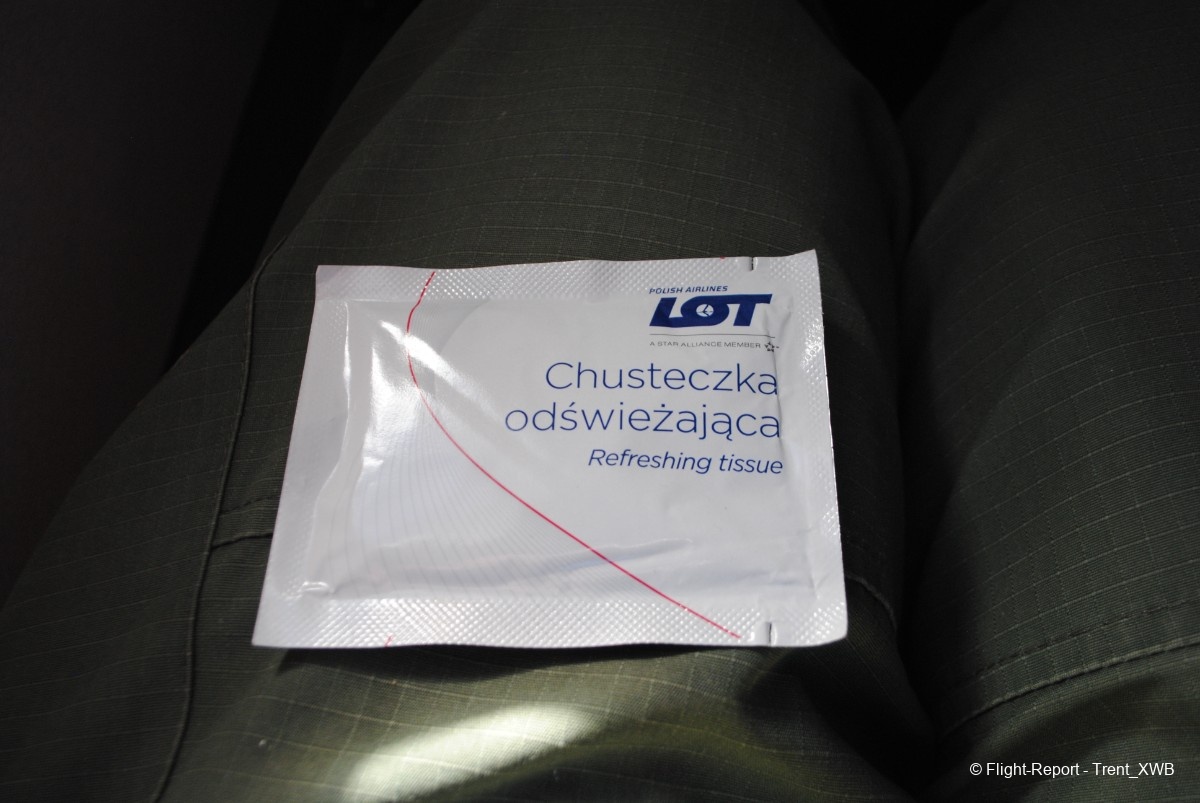 POLISH AIRLINES
LOT
A STAR ALLIANCE MEMBER
Chusteczka
odświeżająca
Refreshing tissue
© Flight-Report - Trent_XWB